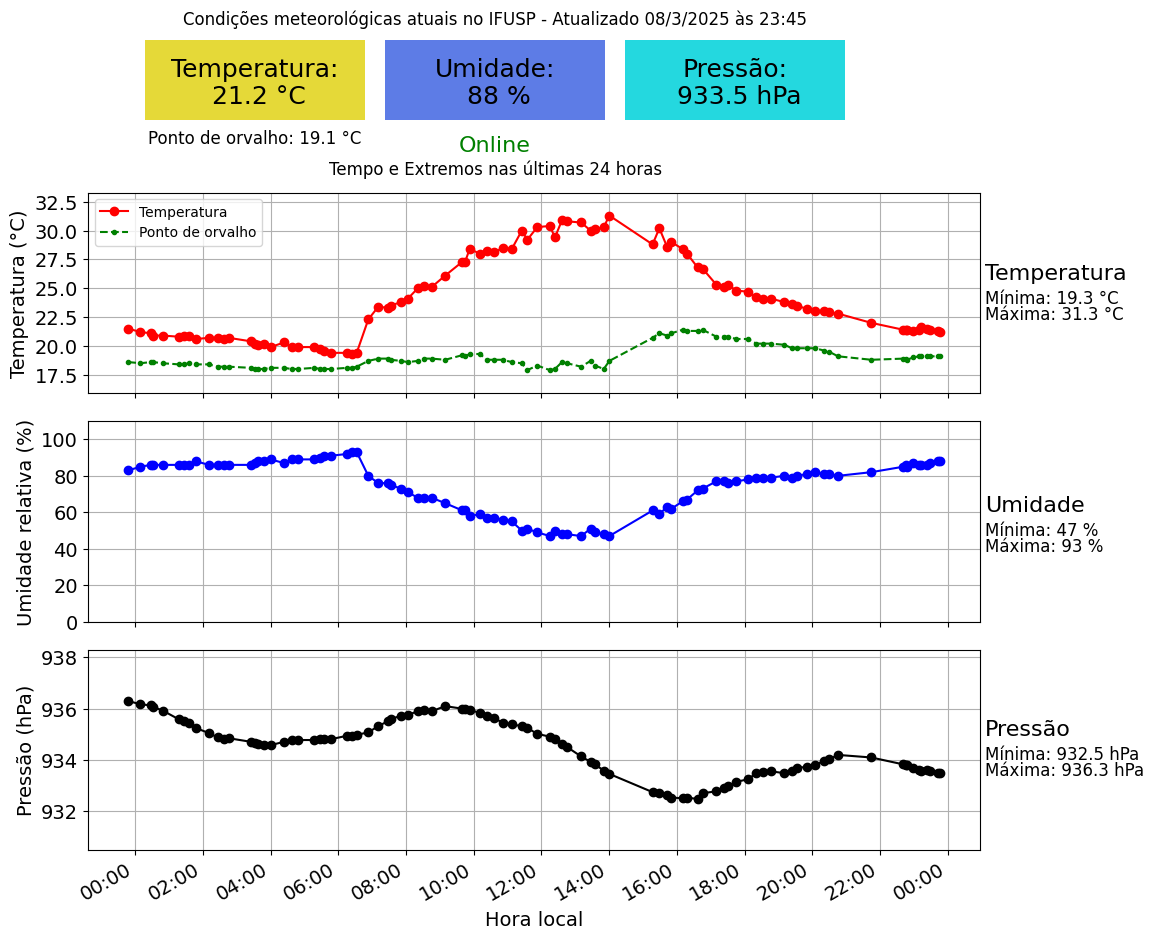 Condições meteorológicas atuais no IFUSP - Atualizado 08/3/2025 às 23:45
Temperatura:
21.2 °C
Umidade:
88 %
Pressão:
933.5 hPa
Ponto de orvalho: 19.1 °C
Online
Tempo e Extremos nas últimas 24 horas
Temperatura (°C)
32.5
30.0
27.5
25.0
22.5
20.0
17.5
Temperatura
Ponto de orvalho
Temperatura
Mínima: 19.3 °C
Máxima: 31.3 °C
Umidade relativa (%)
100
80
60
40
20
0
Umidade
Mínima: 47 %
Máxima: 93 %
Pressão (hPa)
938
936
934
932
Pressão
Mínima: 932.5 hPa
Máxima: 936.3 hPa
00:00 02:00 04:00 06:00 08:00 10:00 12:00 14:00 16:00 18:00 20:00 22:00 00:00
Hora local